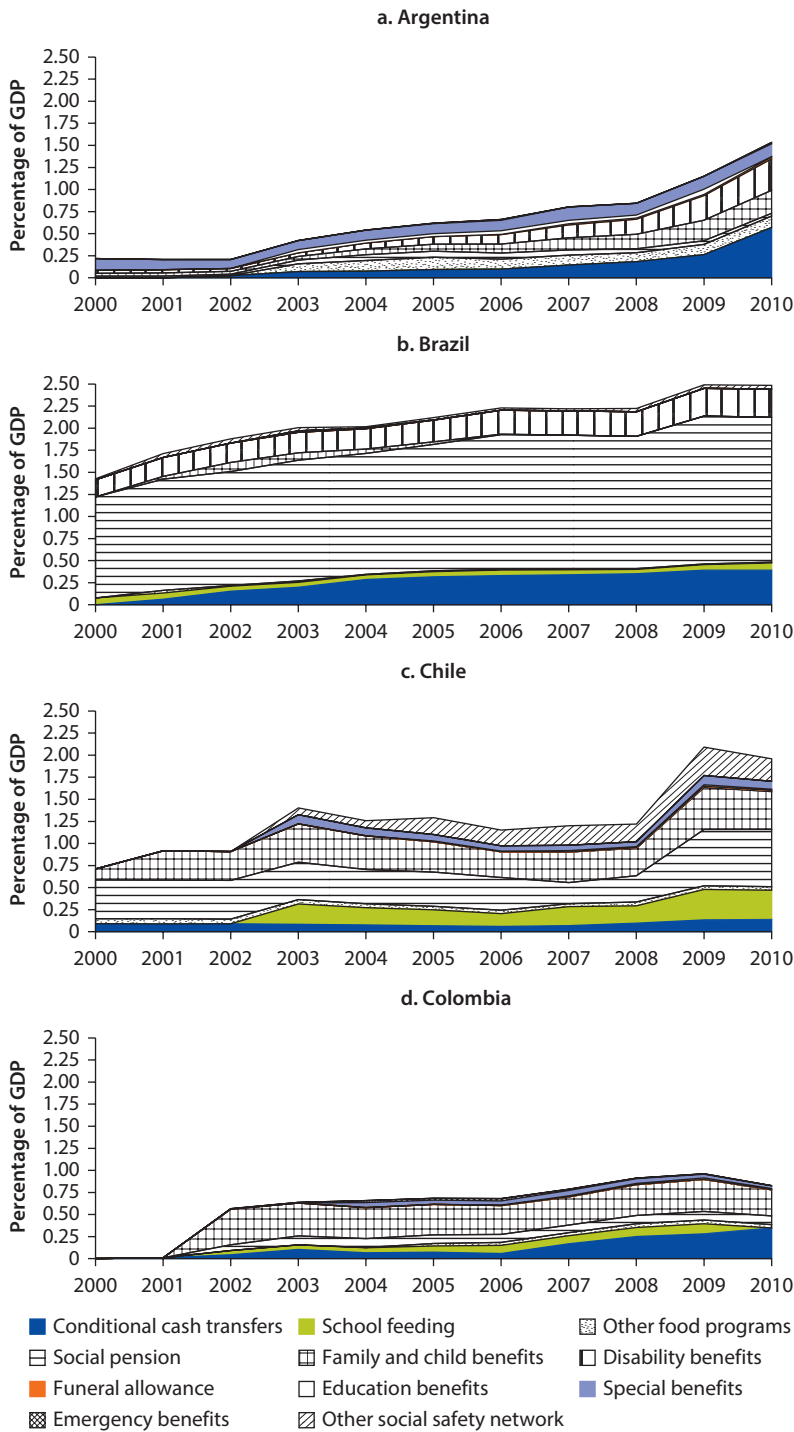 a. Argentina
Percentage of GDP
2.50
2.25
2.00
1.75
1.50
1.25
1.00
0.75
0.50
0.25
0
2000 2001 2002 2003 2004 2005 2006 2007 2008 2009 2010
b. Brazil
Percentage of GDP
2.50
2.25
2.00
1.75
1.50
1.25
1.00
0.75
0.50
0.25
0
2000 2001 2002 2003 2004 2005 2006 2007 2008 2009 2010
c. Chile
Percentage of GDP
2.50
2.25
2.00
1.75
1.50
1.25
1.00
0.75
0.50
0.25
0
2000 2001 2002 2003 2004 2005 2006 2007 2008 2009 2010
d. Colombia
Percentage of GDP
2.50
2.25
2.00
1.75
1.50
1.25
1.00
0.75
0.50
0.25
0
2000 2001 2002 2003 2004 2005 2006 2007 2008 2009 2010
Conditional cash transfers School feeding Other food programs
Social pension Family and child benefits Disability benefits
Funeral allowance Education benefits Special benefits
Emergency benefits Other social safety network